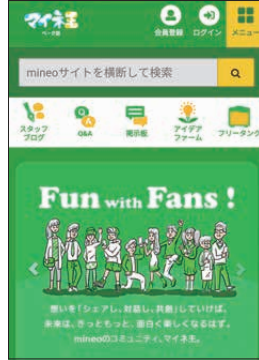 マイネ王
ベータ版
会員登録
ログイン
メニュー
mineoサイトを横断して検索
スタッフ
ブログ
Q&A
掲示板
アイデア
ファーム
フリータンク
Fun with Fans !
想いを「シェアし、対話し、共創」していけば、
未来は、きっともっと、面白く楽しくなるはず。
mineoのコミュニティ、マイネ王。